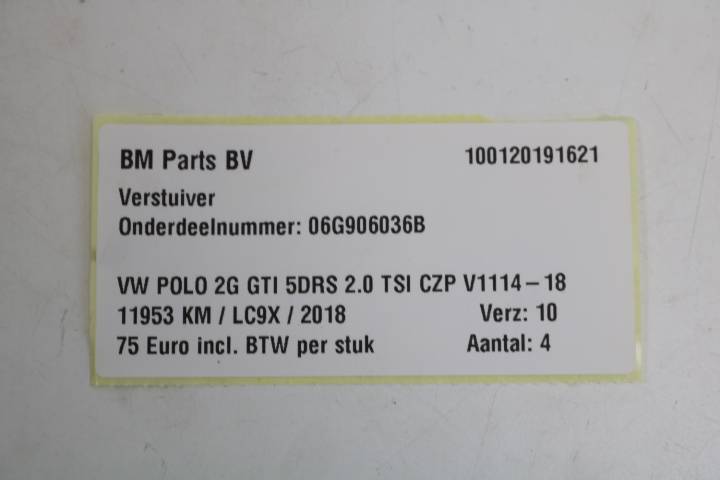 BM Parts BV 100120191621
Verstuiver
Onderdeelnummer: 06G906036B
VW POLO 2G GTI 5DRS 2.0 TSI CZP V1114 – 18
11953 KM / LC9X / 2018 Verz: 10
75 Euro incl. BTW per stuk Aantal: 4